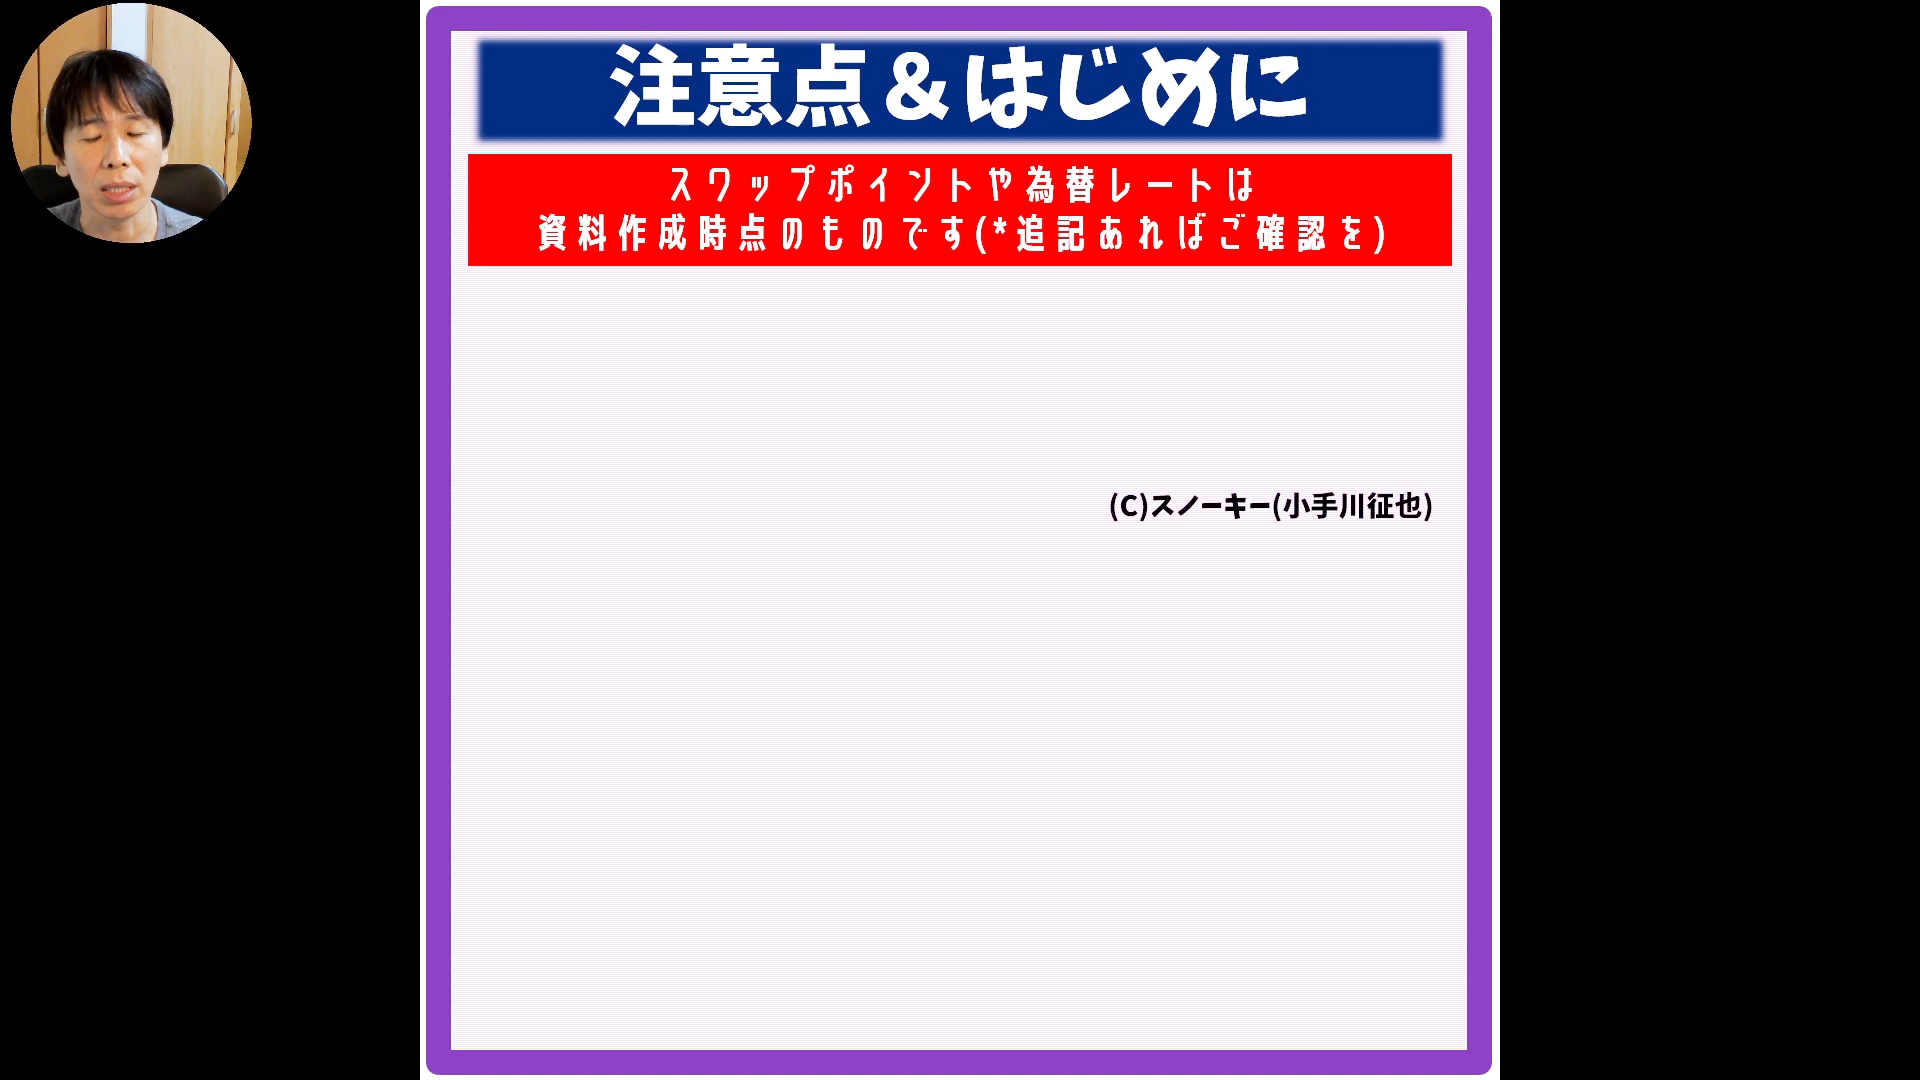 注意点&はじめに
スワップポイントや為替レートは
資料作成時点のものです(*追記あればご確認を)
(C)スノーキー(小手川征也)